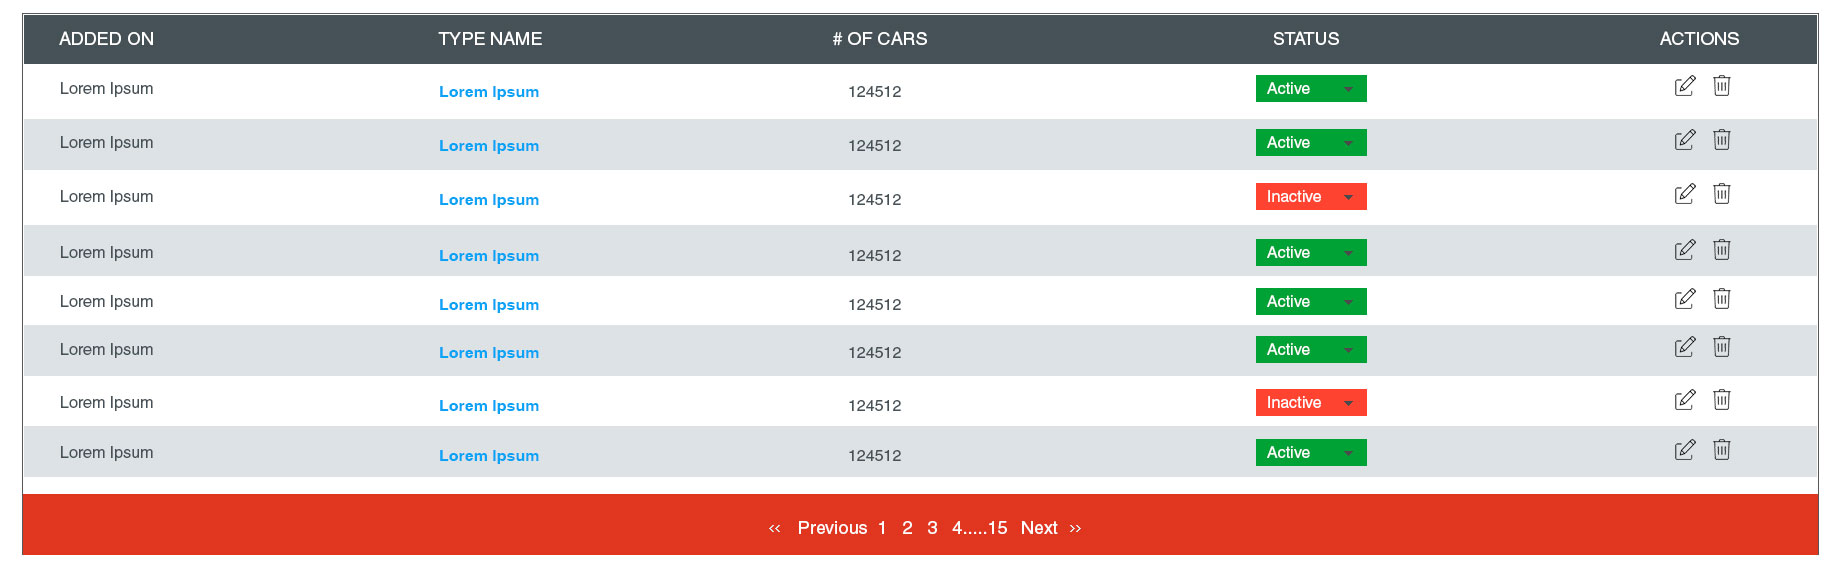 ADDED ON TYPE NAME # OF CARS STATUS ACTIONS
Lorem Ipsum Lorem Ipsum 124512 Active
Lorem Ipsum Lorem Ipsum 124512 Active
Lorem Ipsum Lorem Ipsum 124512 Inactive
Lorem Ipsum Lorem Ipsum 124512 Active
Lorem Ipsum Lorem Ipsum 124512 Active
Lorem Ipsum Lorem Ipsum 124512 Active
Lorem Ipsum Lorem Ipsum 124512 Inactive
Lorem Ipsum Lorem Ipsum 124512 Active
‹‹ Previous 1 2 3 4.....15 Next ››